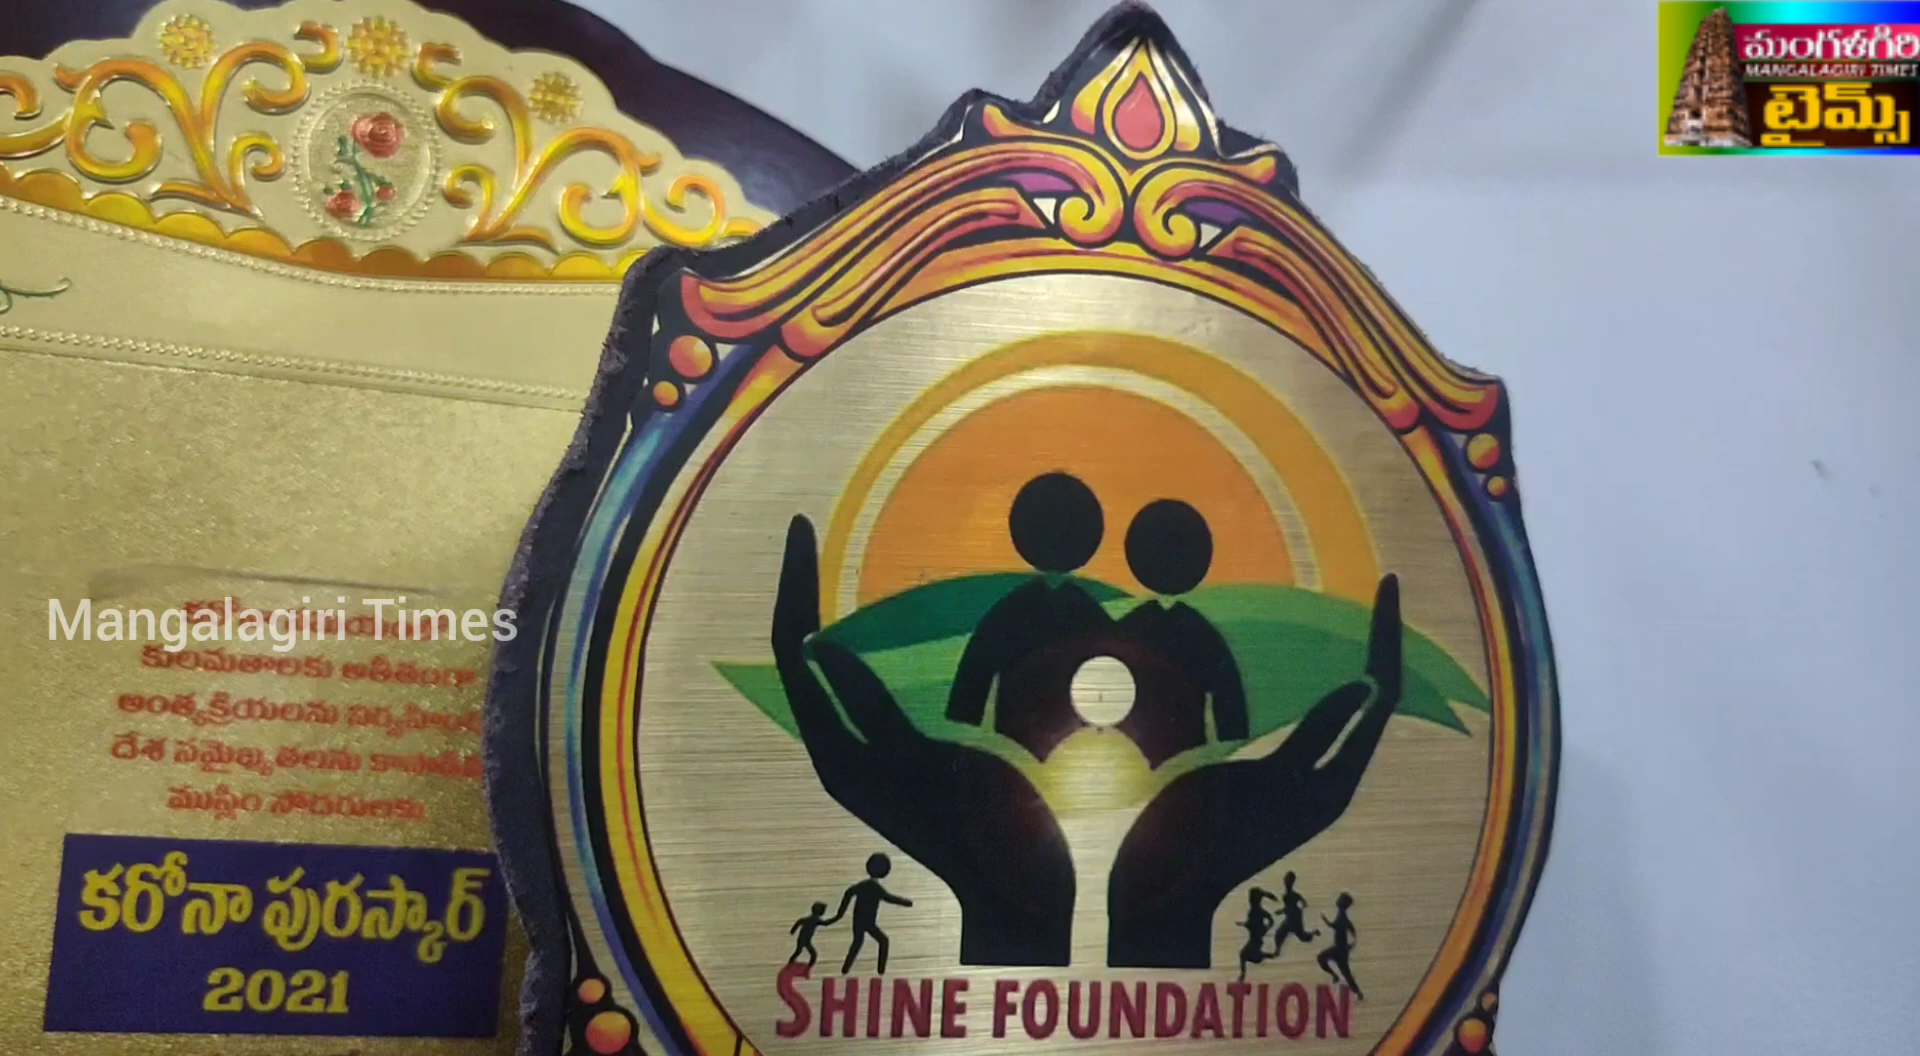 మంగళగిరి
MANGALAGIRI TIMES
టైమ్స్
Mangalagiri Times
కులమతాలకు అతీతంగా
అంత్యక్రియలను
దేశ సమైఖ్యతలను
ముస్లిం సోదరులకు
కరోనా పురస్కార్
2021
SHINE FOUNDATION